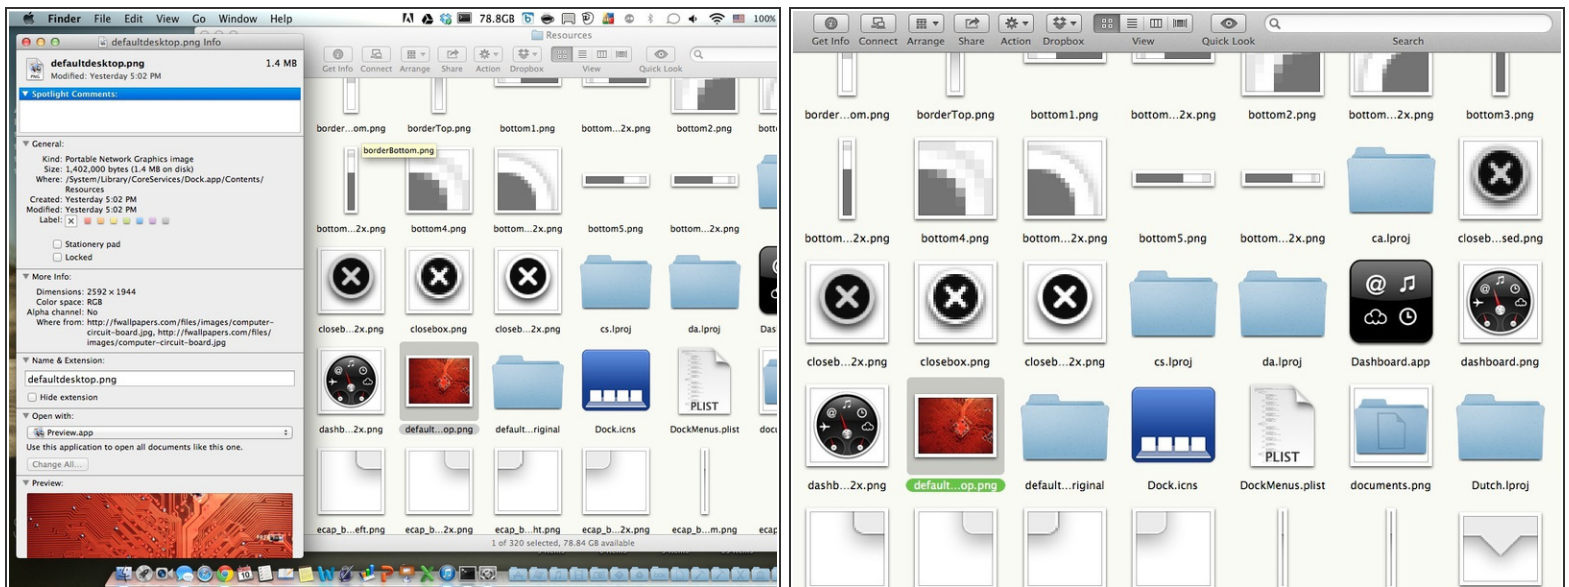 Finder File Edit View Go Window Help 78.8GB 100%
defaultdesktop.png Info
defaultdesktop.png 1.4 MB
Modified: Yesterday 5:02 PM
Spotlight Comments:
General:
Kind: Portable Network Graphics image
Size: 1,402,000 bytes (1.4 MB on disk)
Where: /System/Library/CoreServices/Dock.app/Contents/
Resources
Created: Yesterday 5:02 PM
Modified: Yesterday 5:02 PM
Label:
Stationery pad
Locked
More Info:
Dimensions: 2592 × 1944
Color space: RGB
Alpha channel: No
Where from: http://fwallpapers.com/files/images/computer-
circuit-board.jpg, http://fwallpapers.com/files/
images/computer-circuit-board.jpg
Name & Extension:
defaultdesktop.png
Hide extension
Open with:
Preview.app
Use this application to open all documents like this one.
Change All...
Preview:
Resources
Get Info Connect Arrange Share Action Dropbox View Quick Look
border...om.png borderTop.png bottom1.png bottom...2x.png bottom2.png bott
borderBottom.png
bottom...2x.png bottom4.png bottom...2x.png bottom5.png bottom...2x.png
closeb...2x.png closebox.png closeb...2x.png cs.lproj da.lproj Das
PLIST
dashb...2x.png default...op.png default...riginal Dock.icns DockMenus.plist docu
ecap_b...eft.png ecap_b...2x.png ecap_b...ht.png ecap_b...2x.png ecap_b...m.png ecap
1 of 320 selected, 78.84 GB available
10
Get Info Connect Arrange Share Action Dropbox View Quick Look Search
border...om.png borderTop.png bottom1.png bottom...2x.png bottom2.png bottom...2x.png bottom3.png
bottom...2x.png bottom4.png bottom...2x.png bottom5.png bottom...2x.png ca.lproj closeb...sed.png
closeb...2x.png closebox.png closeb...2x.png cs.lproj da.lproj Dashboard.app dashboard.png
PLIST
dashb...2x.png default...op.png default...riginal Dock.icns DockMenus.plist documents.png Dutch.lproj